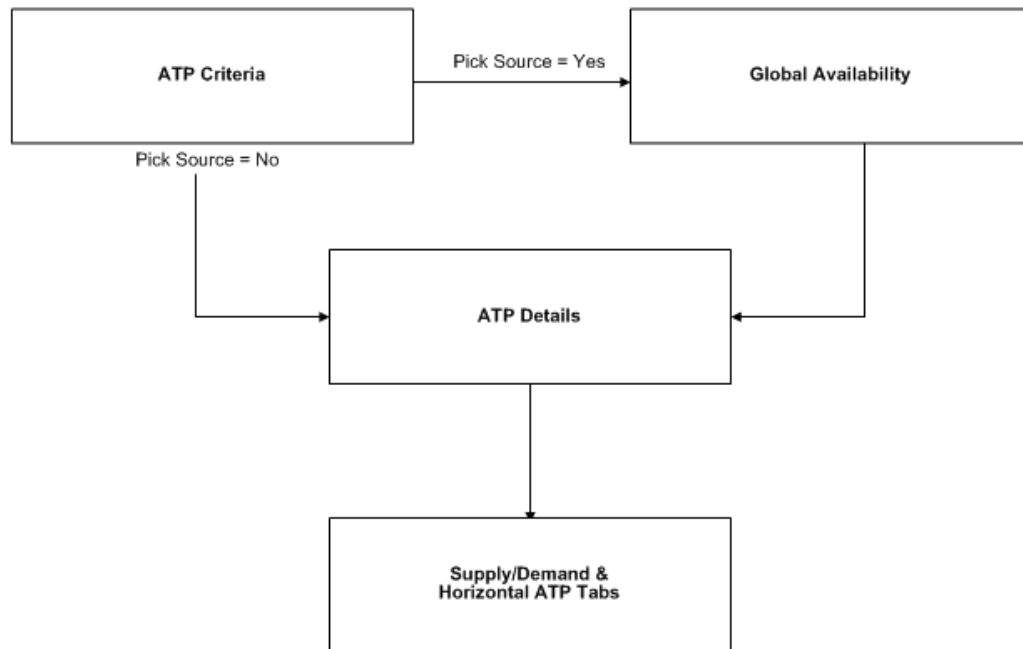 ATP Criteria
Pick Source = Yes
Global Availability
Pick Source = No
ATP Details
Supply/Demand &
Horizontal ATP Tabs